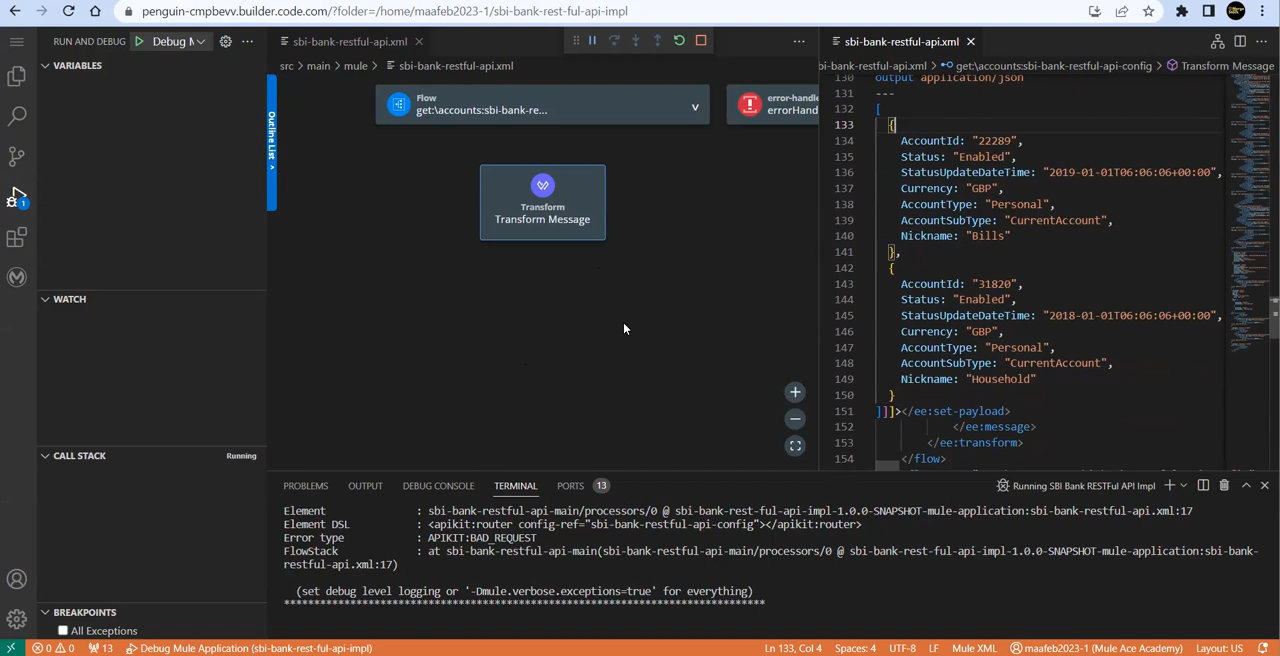 penguin-cmpbevv.builder.code.com/?folder=/home/maafeb2023-1/sbi-bank-rest-ful-api-impl
RUN AND DEBUG
Debug M
sbi-bank-restful-api.xml
sbi-bank-restful-api.xml
VARIABLES
src > main > mule > sbi-bank-restful-api.xml
bi-bank-restful-api.xml > get:\accounts:sbi-bank-restful-api-config > Transform Message
Outline List >
Flow
get:\accounts:sbi-bank-re...
v
error-handle
errorHand
Transform
Transform Message
130 output application/json
131 ---
132 [
133 {
134 AccountId: "22289",
135 Status: "Enabled",
136 StatusUpdateDateTime: "2019-01-01T06:06:06+00:00",
137 Currency: "GBP",
138 AccountType: "Personal",
139 AccountSubType: "CurrentAccount",
140 Nickname: "Bills"
141 },
142 {
143 AccountId: "31820",
144 Status: "Enabled",
145 StatusUpdateDateTime: "2018-01-01T06:06:06+00:00",
146 Currency: "GBP",
147 AccountType: "Personal",
148 AccountSubType: "CurrentAccount",
149 Nickname: "Household"
150 }
151 ]]]></ee:set-payload>
152 </ee:message>
153 </ee:transform>
154 </flow>
WATCH
CALL STACK
Running
BREAKPOINTS
All Exceptions
1
PROBLEMS OUTPUT DEBUG CONSOLE TERMINAL PORTS 13
Running SBI Bank RESTFul API Impl
Element : sbi-bank-restful-api-main/processors/0 @ sbi-bank-rest-ful-api-impl-1.0.0-SNAPSHOT-mule-application:sbi-bank-restful-api.xml:17
Element DSL : <apikit:router config-ref="sbi-bank-restful-api-config"></apikit:router>
Error type : APIKIT:BAD_REQUEST
FlowStack : at sbi-bank-restful-api-main(sbi-bank-restful-api-main/processors/0 @ sbi-bank-rest-ful-api-impl-1.0.0-SNAPSHOT-mule-application:sbi-bank-
restful-api.xml:17)
(set debug level logging or '-Dmule.verbose.exceptions=true' for everything)
********************************************************************************
0 0 13 Debug Mule Application (sbi-bank-rest-ful-api-impl)
Ln 133, Col 4 Spaces: 4 UTF-8 LF Mule XML maafeb2023-1 (Mule Ace Academy) Layout: US